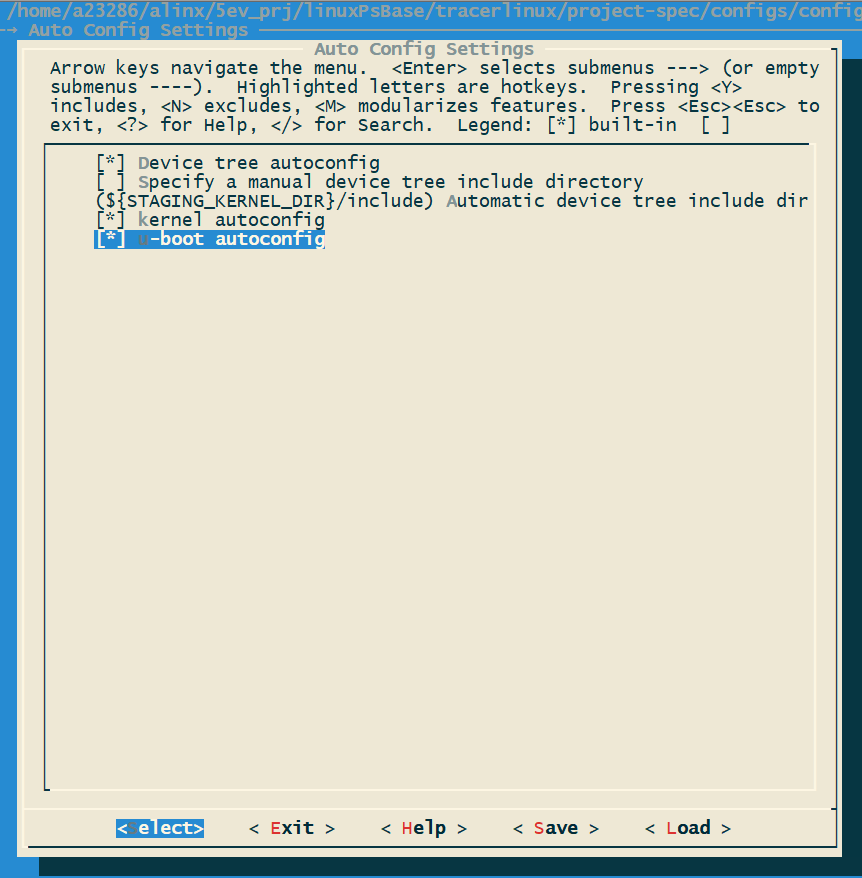 /home/a23286/alinx/5ev_prj/linuxPsBase/tracerlinux/project-spec/configs/config
→ Auto Config Settings
Auto Config Settings
Arrow keys navigate the menu.  <Enter> selects submenus ---> (or empty
submenus ----).  Highlighted letters are hotkeys.  Pressing <Y>
includes, <N> excludes, <M> modularizes features.  Press <Esc><Esc> to
exit, <?> for Help, </> for Search.  Legend: [*] built-in  [ ]
[*] Device tree autoconfig
[ ] Specify a manual device tree include directory
(${STAGING_KERNEL_DIR}/include) Automatic device tree include dir
[*] kernel autoconfig
[*] u-boot autoconfig
<Select>    < Exit >    < Help >    < Save >    < Load >